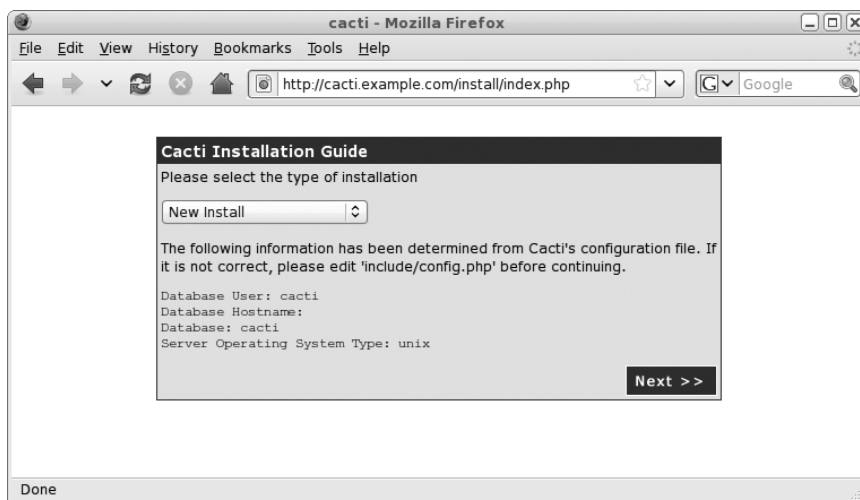 cacti - Mozilla Firefox
File Edit View History Bookmarks Tools Help
http://cacti.example.com/install/index.php
G Google
Cacti Installation Guide
Please select the type of installation
New Install
The following information has been determined from Cacti's configuration file. If
it is not correct, please edit 'include/config.php' before continuing.
Database User: cacti
Database Hostname:
Database: cacti
Server Operating System Type: unix
Next >>
Done